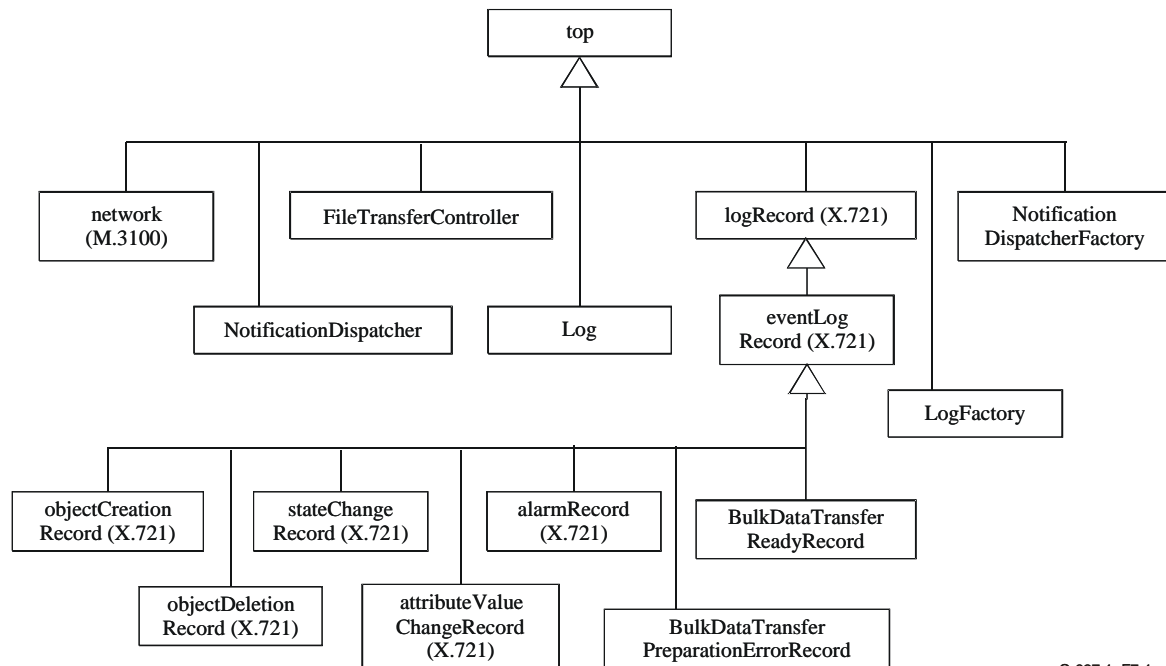 top
network
(M.3100)
FileTransferController
logRecord (X.721)
Notification
DispatcherFactory
NotificationDispatcher
Log
eventLog
Record (X.721)
LogFactory
objectCreation
Record (X.721)
stateChange
Record (X.721)
alarmRecord
(X.721)
BulkDataTransfer
ReadyRecord
objectDeletion
Record (X.721)
attributeValue
ChangeRecord
(X.721)
BulkDataTransfer
PreparationErrorRecord